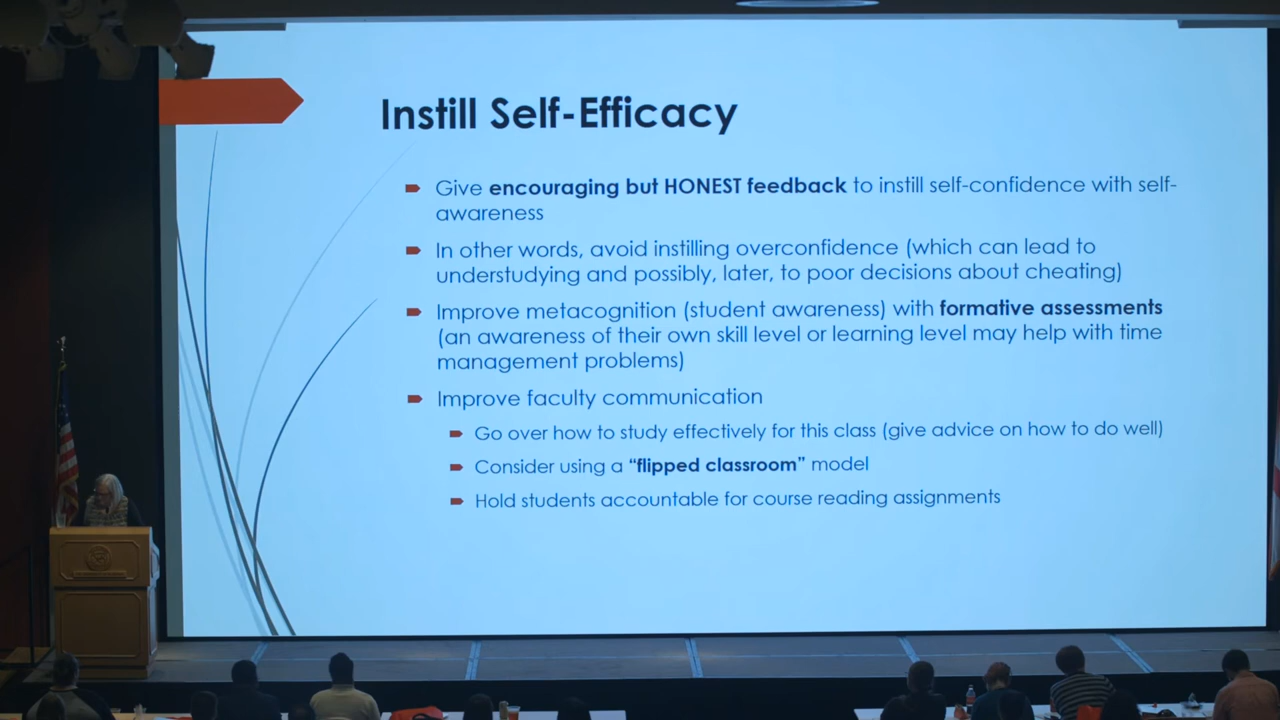 Instill Self-Efficacy
Give encouraging but HONEST feedback to instill self-confidence with self-
awareness
In other words, avoid instilling overconfidence (which can lead to
understudying and possibly, later, to poor decisions about cheating)
Improve metacognition (student awareness) with formative assessments
(an awareness of their own skill level or learning level may help with time
management problems)
Improve faculty communication
Go over how to study effectively for this class (give advice on how to do well)
Consider using a “flipped classroom” model
Hold students accountable for course reading assignments